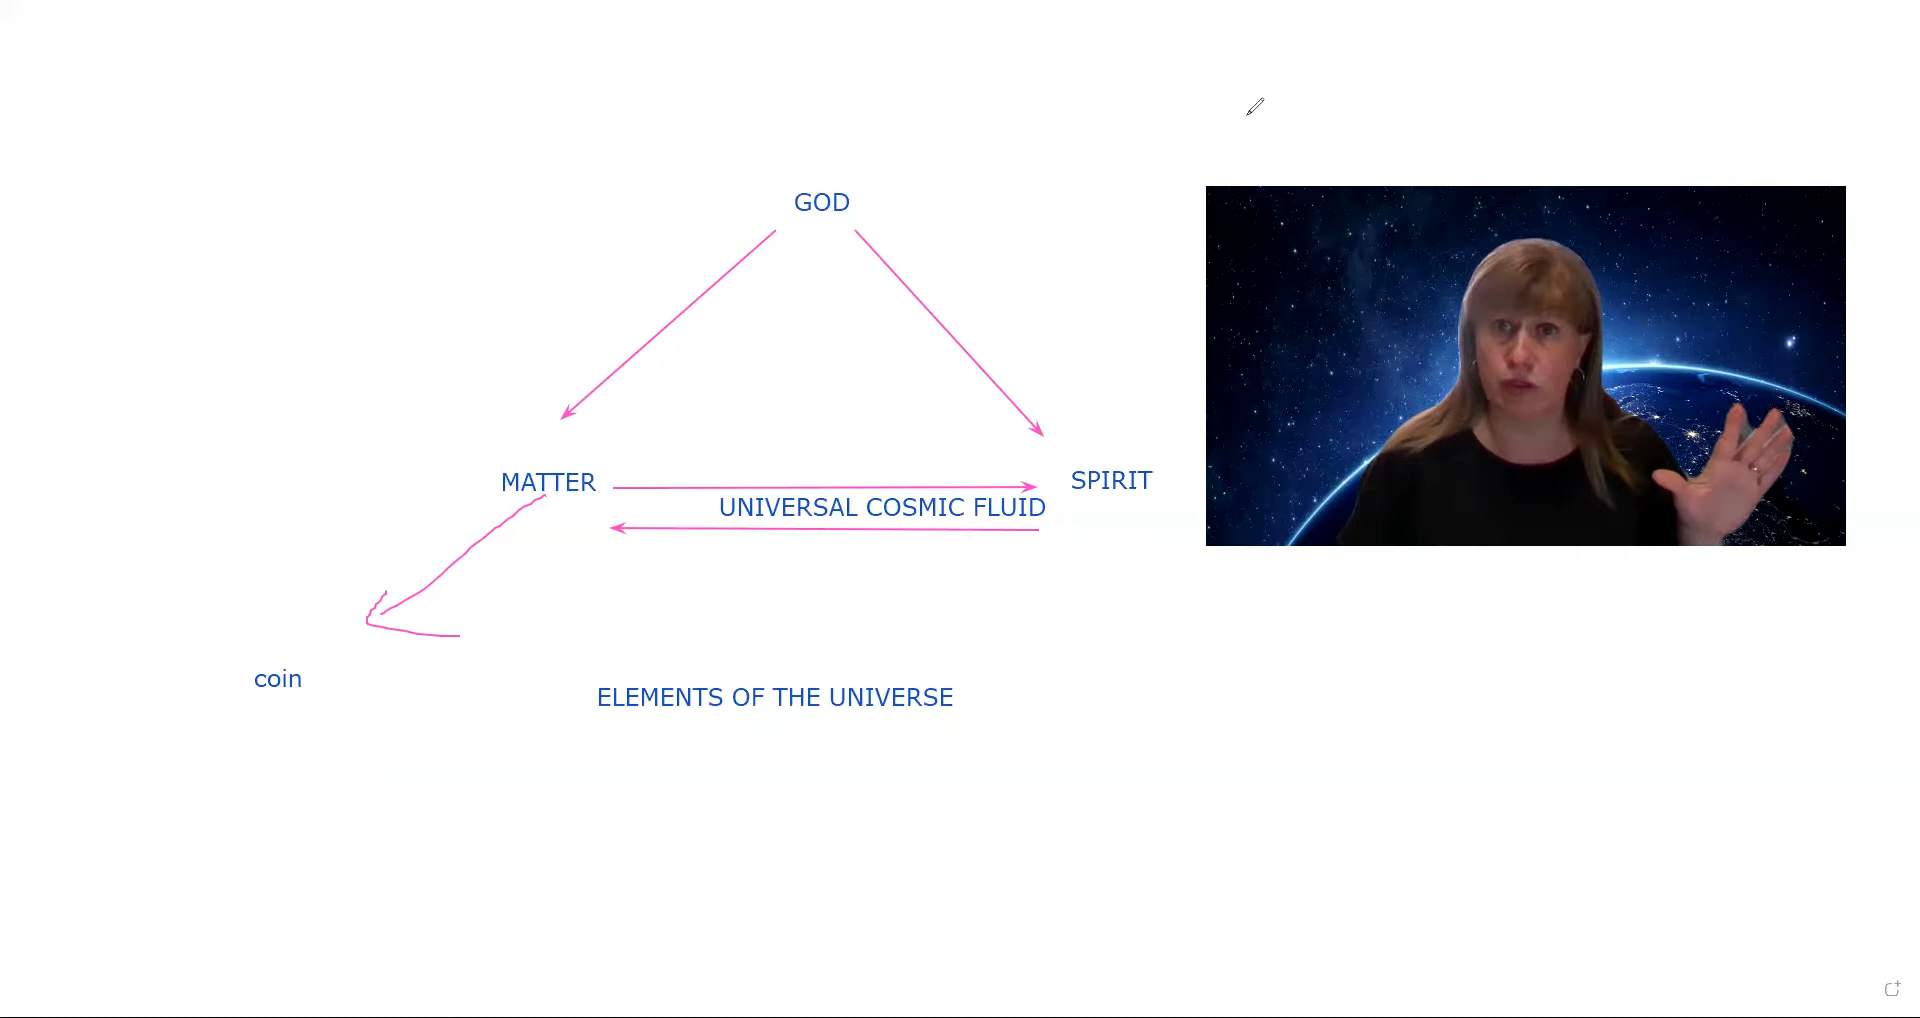 GOD
MATTER
SPIRIT
UNIVERSAL COSMIC FLUID
coin
ELEMENTS OF THE UNIVERSE